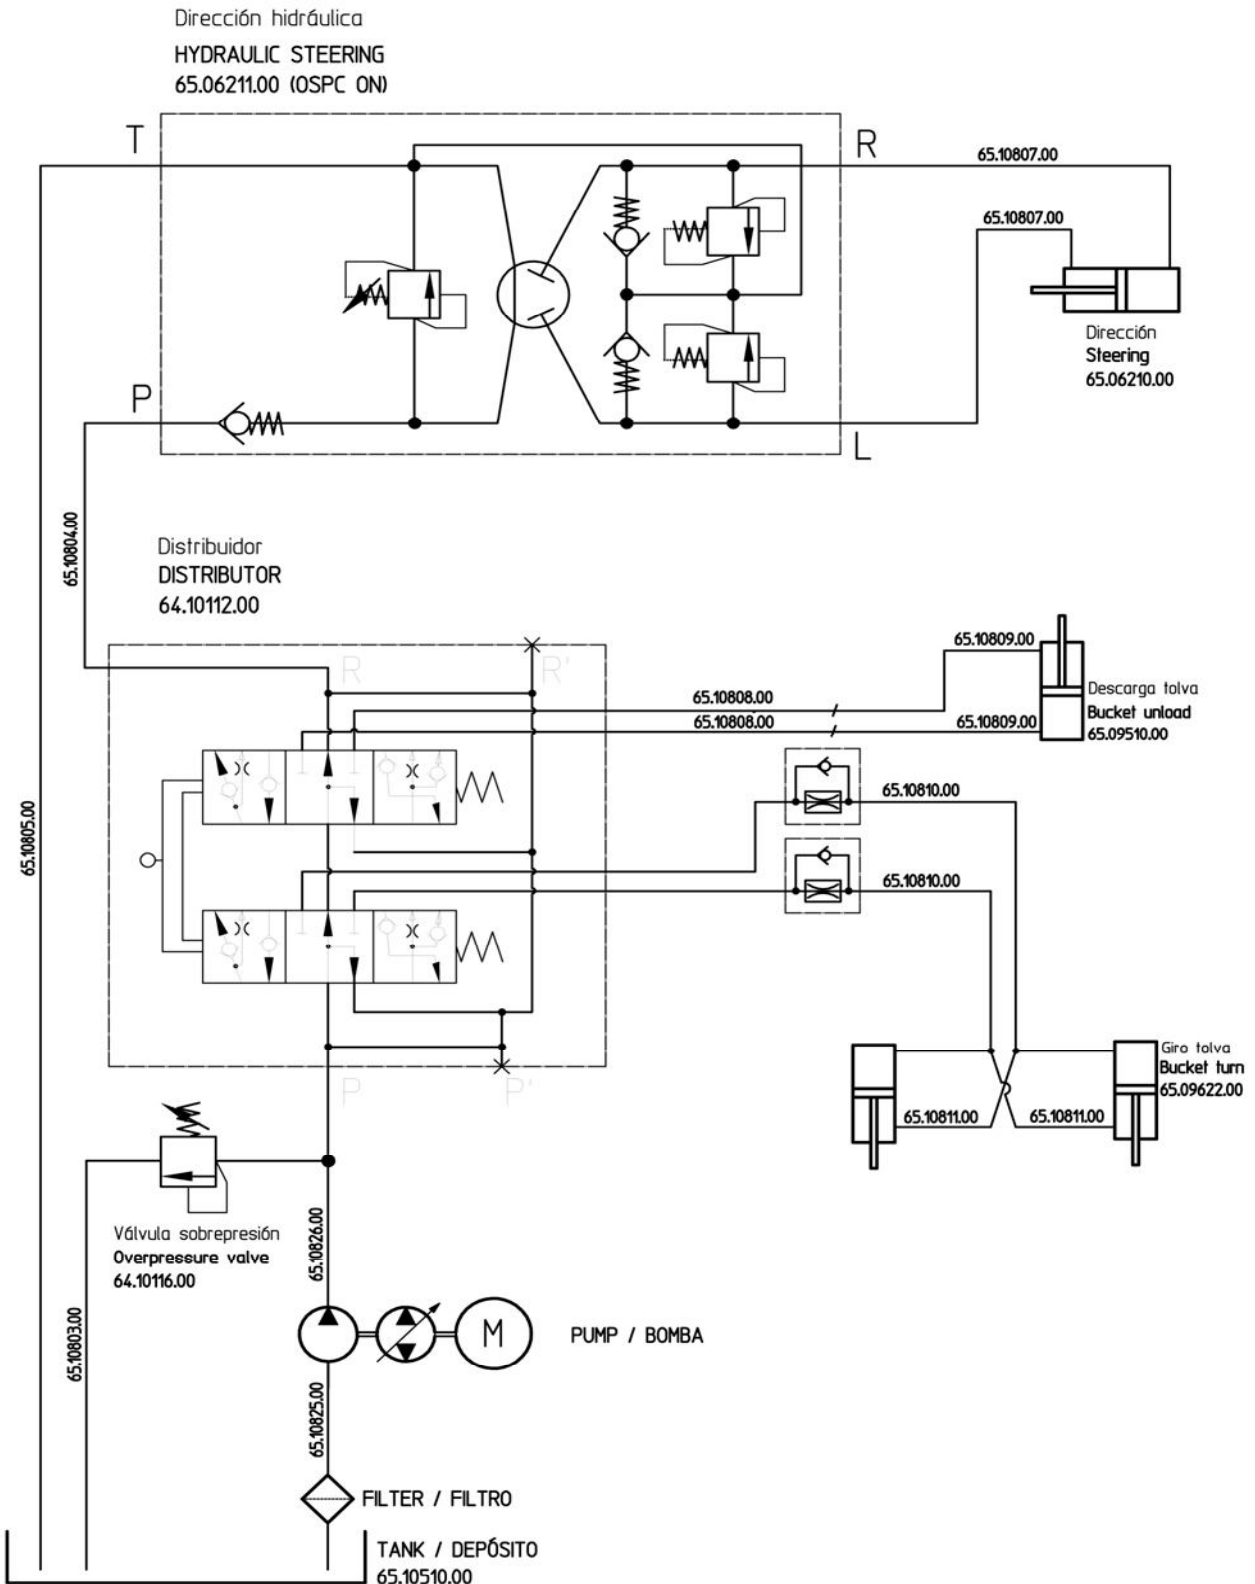 Dirección hidráulica
HYDRAULIC STEERING
65.06211.00 (OSPC ON)
T
R
65.10807.00
65.10807.00
Dirección
Steering
65.06210.00
P
L
65.10804.00
Distribuidor
DISTRIBUTOR
64.10112.00
R
R'
65.10809.00
65.10808.00
65.10808.00
65.10809.00
Descarga tolva
Bucket unload
65.09510.00
65.10810.00
65.10805.00
65.10810.00
Giro tolva
Bucket turn
65.09622.00
65.10811.00
65.10811.00
P
P'
Válvula sobrepresión
Overpressure valve
64.10116.00
65.10826.00
65.10803.00
M
PUMP / BOMBA
65.10825.00
FILTER / FILTRO
TANK / DEPÓSITO
65.10510.00